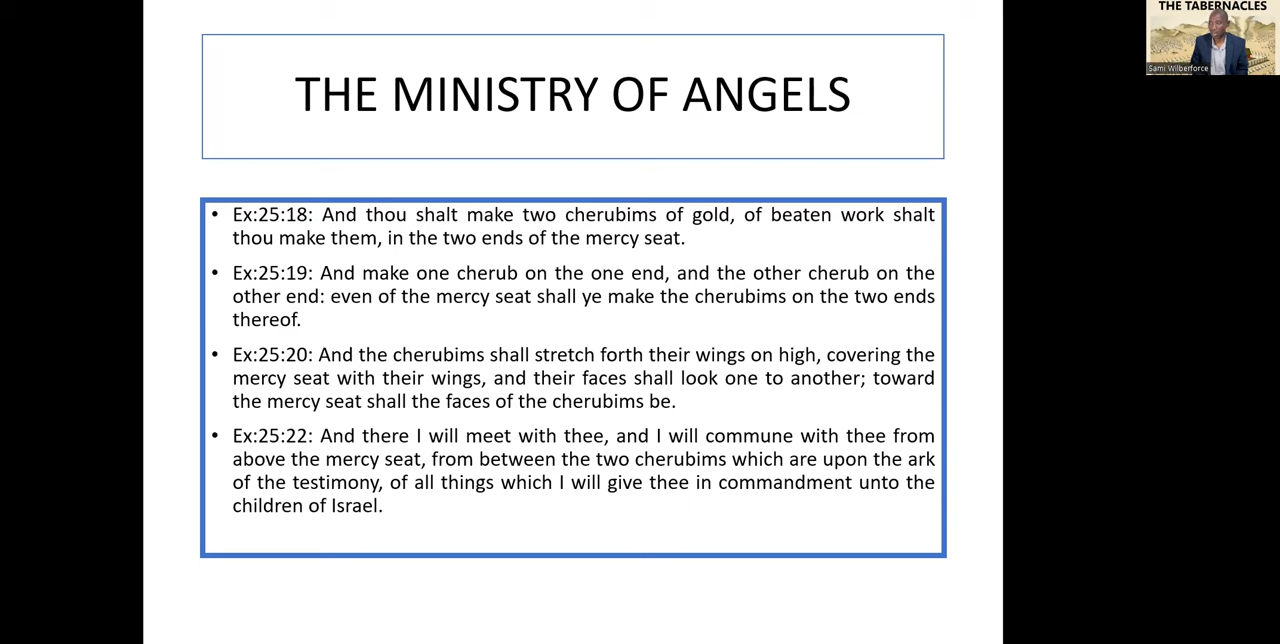 THE TABERNACLES
Sami Wilberforce
THE MINISTRY OF ANGELS
• Ex:25:18: And thou shalt make two cherubims of gold, of beaten work shalt
thou make them, in the two ends of the mercy seat.
• Ex:25:19: And make one cherub on the one end, and the other cherub on the
other end: even of the mercy seat shall ye make the cherubims on the two ends
thereof.
• Ex:25:20: And the cherubims shall stretch forth their wings on high, covering the
mercy seat with their wings, and their faces shall look one to another; toward
the mercy seat shall the faces of the cherubims be.
• Ex:25:22: And there I will meet with thee, and I will commune with thee from
above the mercy seat, from between the two cherubims which are upon the ark
of the testimony, of all things which I will give thee in commandment unto the
children of Israel.